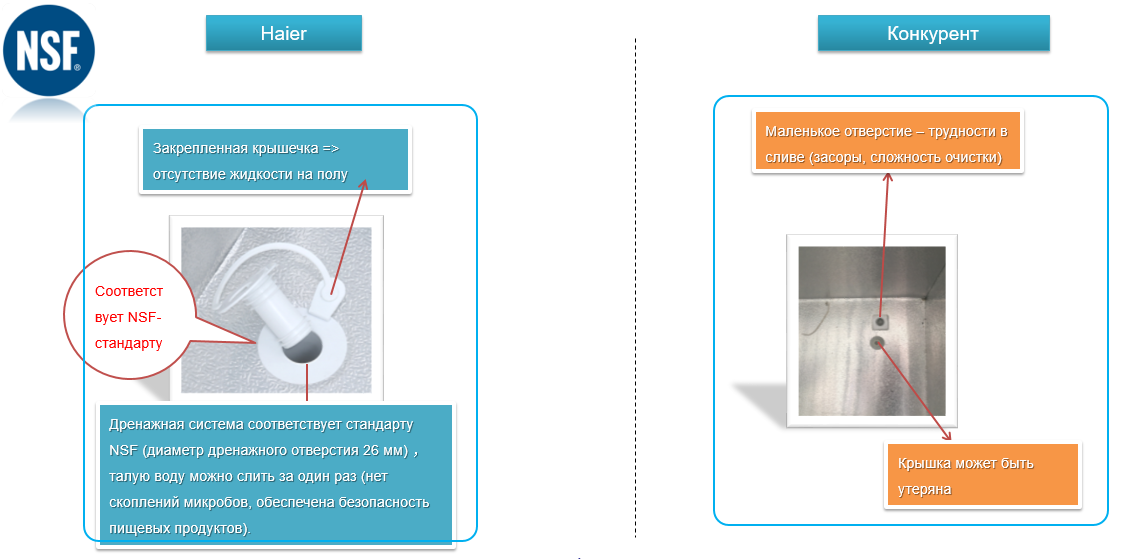 NSF®
Haier
Конкурент
Закрепленная крышечка =>
отсутствие жидкости на полу
Соответст
вует NSF-
стандарту
Дренажная система соответствует стандарту
NSF (диаметр дренажного отверстия 26 мм) ,
талую воду можно слить за один раз (нет
скоплений микробов, обеспечена безопасность
пищевых продуктов).
Маленькое отверстие – трудности в
сливе (засоры, сложность очистки)
Крышка может быть
утеряна